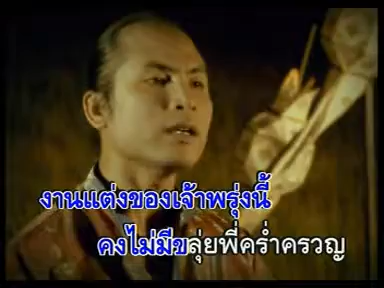 งานแต่งของเจ้าพรุ่งนี้
คงไม่มีขลุ่ยพี่คร่ำครวญ